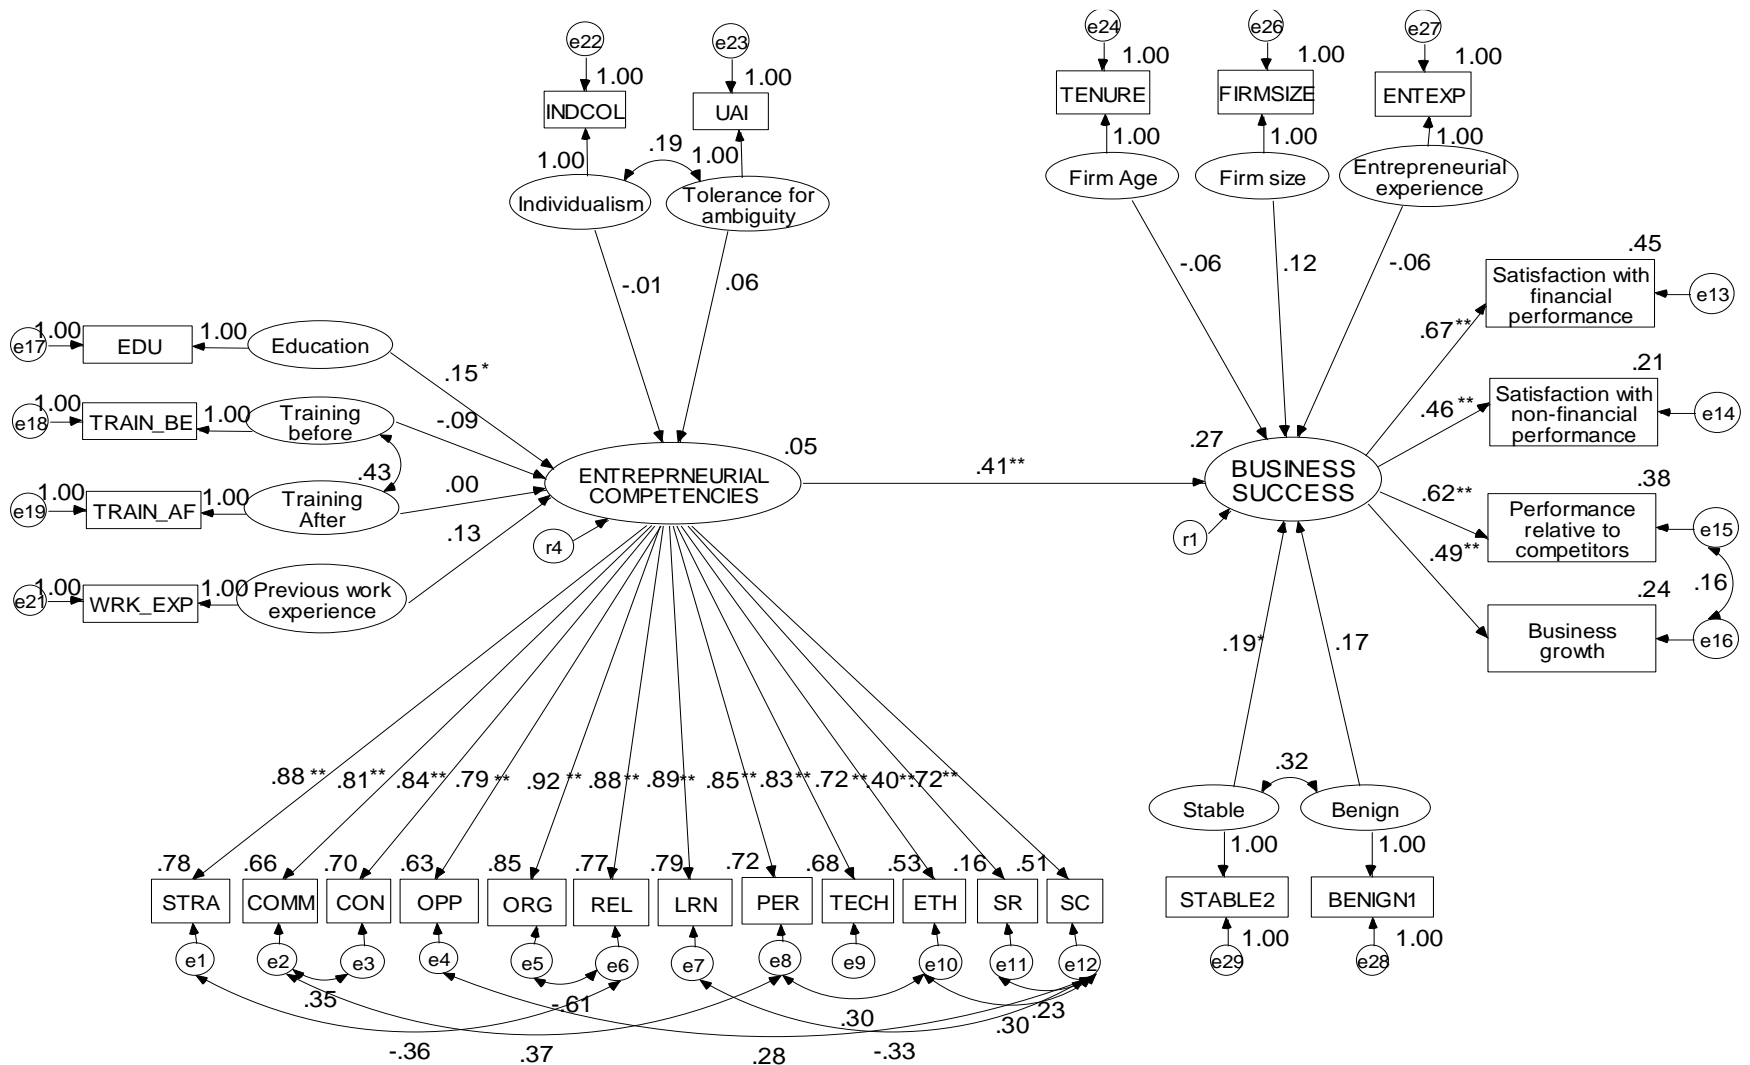 e22
e23
e24
e26
e27
1.00
1.00
1.00
1.00
1.00
INDCOL
UAI
TENURE
FIRMSIZE
ENTEXP
1.00
.19
1.00
1.00
1.00
1.00
Individualism
Tolerance for
ambiguity
Firm Age
Firm size
Entrepreneurial
experience
-.01
.06
-.06
.12
-.06
.45
Satisfaction with
financial
performance
e13
.67**
e17
1.00
EDU
1.00
Education
.15*
e18
1.00
TRAIN_BE
1.00
Training
before
-.09
.43
e19
1.00
TRAIN_AF
1.00
Training
After
.00
e21
1.00
WRK_EXP
1.00
Previous work
experience
.13
ENTREPRNEURIAL
COMPETENCIES
.05
r4
.41**
.27
BUSINESS
SUCCESS
r1
.21
Satisfaction with
non-financial
performance
e14
.46**
.38
Performance
relative to
competitors
e15
.62**
.49**
.16
.24
Business
growth
e16
.19*
.17
.88**
.81**
.84**
.79**
.92**
.88**
.89**
.85**
.83**
.72**
.40**
.72**
.32
Stable
Benign
1.00
1.00
STABLE2
BENIGN1
1.00
1.00
e29
e28
.78
.66
.70
.63
.85
.77
.79
.72
.68
.53
.16
.51
STRA
COMM
CON
OPP
ORG
REL
LRN
PER
TECH
ETH
SR
SC
e1
e2
e3
e4
e5
e6
e7
e8
e9
e10
e11
e12
.35
-.61
.30
.30
.23
-.36
.37
.28
-.33